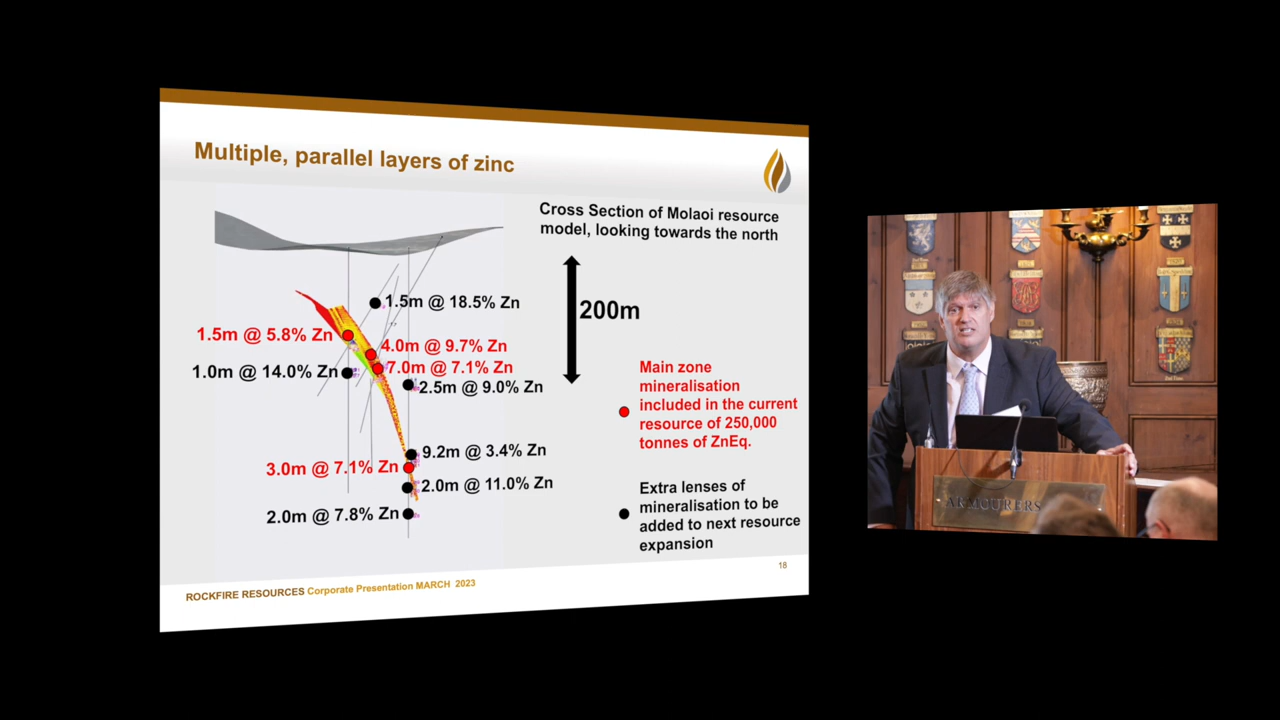 Multiple, parallel layers of zinc
Cross Section of Molaoi resource
model, looking towards the north
200m
1.5m @ 18.5% Zn
1.5m @ 5.8% Zn
4.0m @ 9.7% Zn
7.0m @ 7.1% Zn
1.0m @ 14.0% Zn
2.5m @ 9.0% Zn
9.2m @ 3.4% Zn
3.0m @ 7.1% Zn
2.0m @ 11.0% Zn
2.0m @ 7.8% Zn
Main zone
mineralisation
included in the current
resource of 250,000
tonnes of ZnEq.
Extra lenses of
mineralisation to be
added to next resource
expansion
18
ROCKFIRE RESOURCES Corporate Presentation MARCH 2023
ARMOURERS